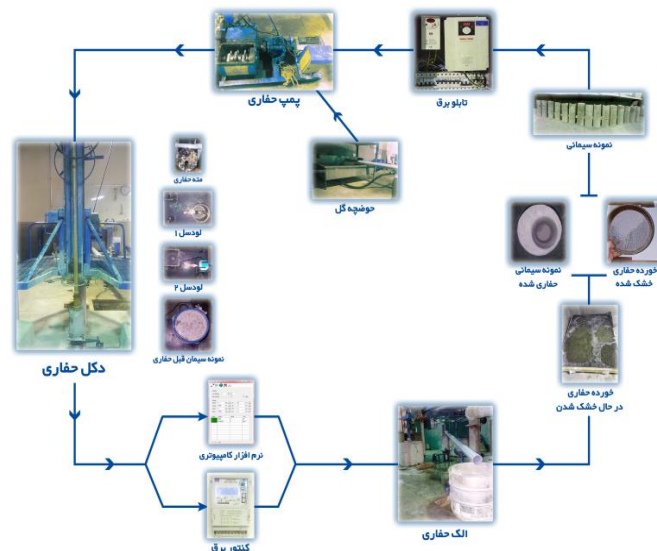 پمپ حفاری
تابلو برق
نمونه سیمانی
حوضچه گل
مته حفاری
لودسل ۱
لودسل ۲
نمونه سیمان قبل حفاری
دکل حفاری
نمونه سیمانی
حفاری شده
خورده حفاری
خشک شده
خورده حفاری
در حال خشک شدن
نرم افزار کامپیوتری
کنتور برق
الک حفاری